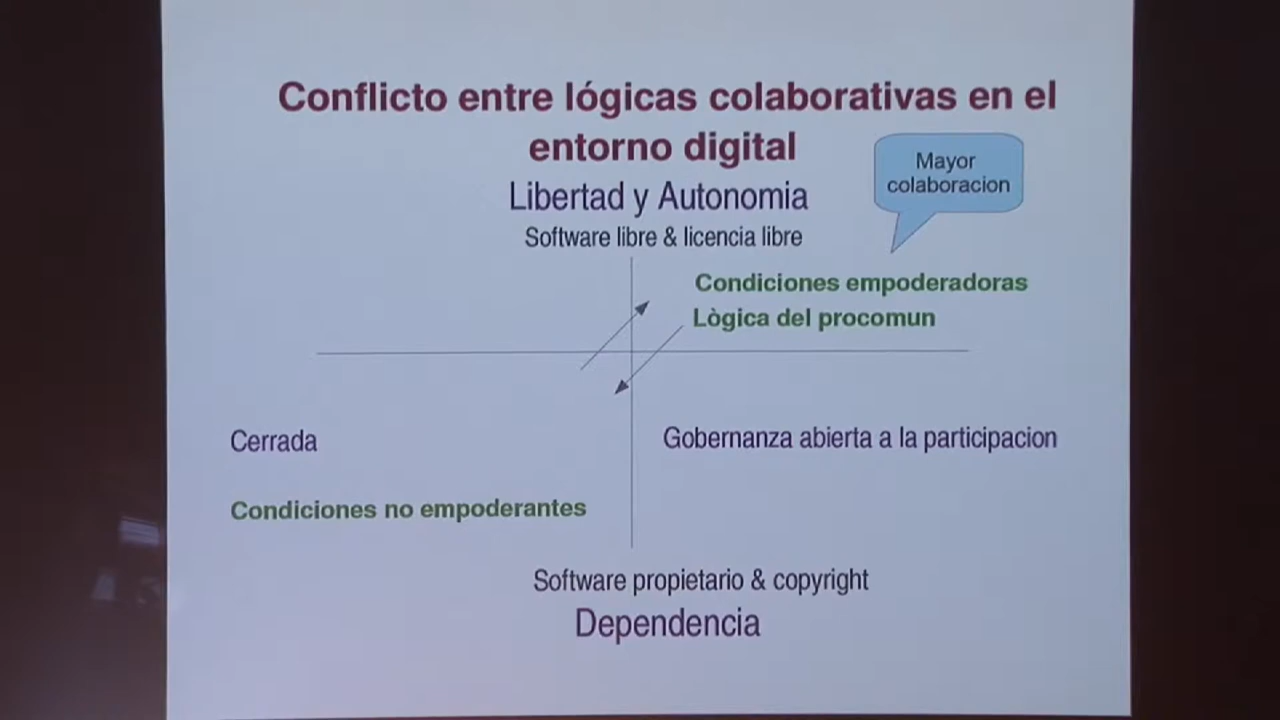 Conflicto entre lógicas colaborativas en el
entorno digital
Mayor
colaboracion
Libertad y Autonomia
Software libre & licencia libre
Condiciones empoderadoras
Lògica del procomun
Cerrada
Gobernanza abierta a la participacion
Condiciones no empoderantes
Software propietario & copyright
Dependencia